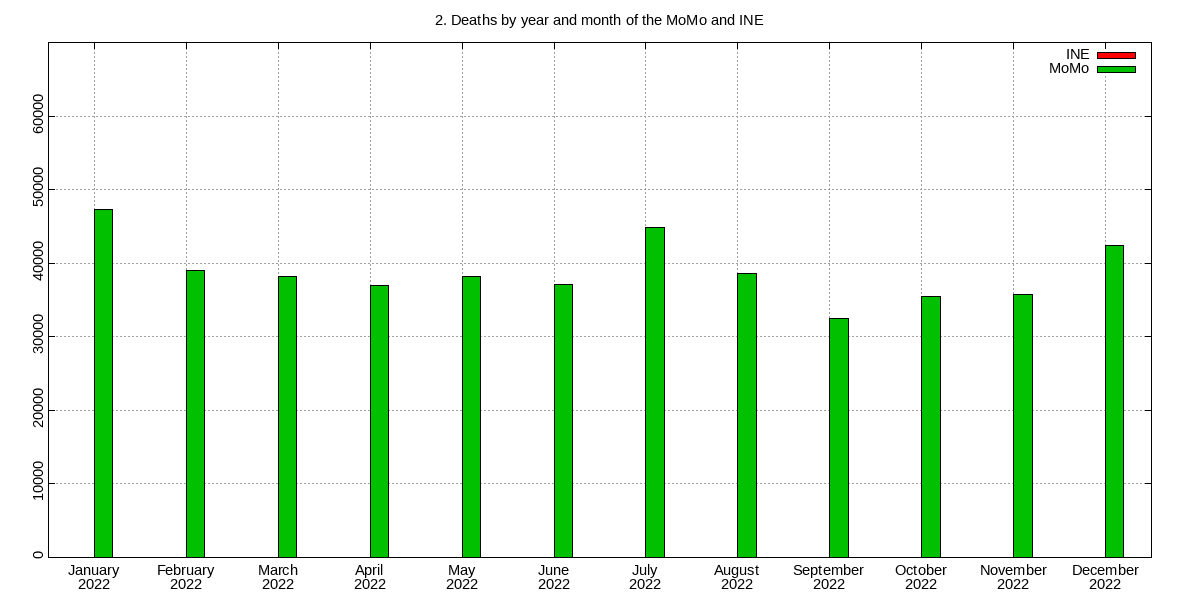 2. Deaths by year and month of the MoMo and INE
INE
MoMo
60000
50000
40000
30000
20000
10000
0
January 2022
February 2022
March 2022
April 2022
May 2022
June 2022
July 2022
August 2022
September 2022
October 2022
November 2022
December 2022